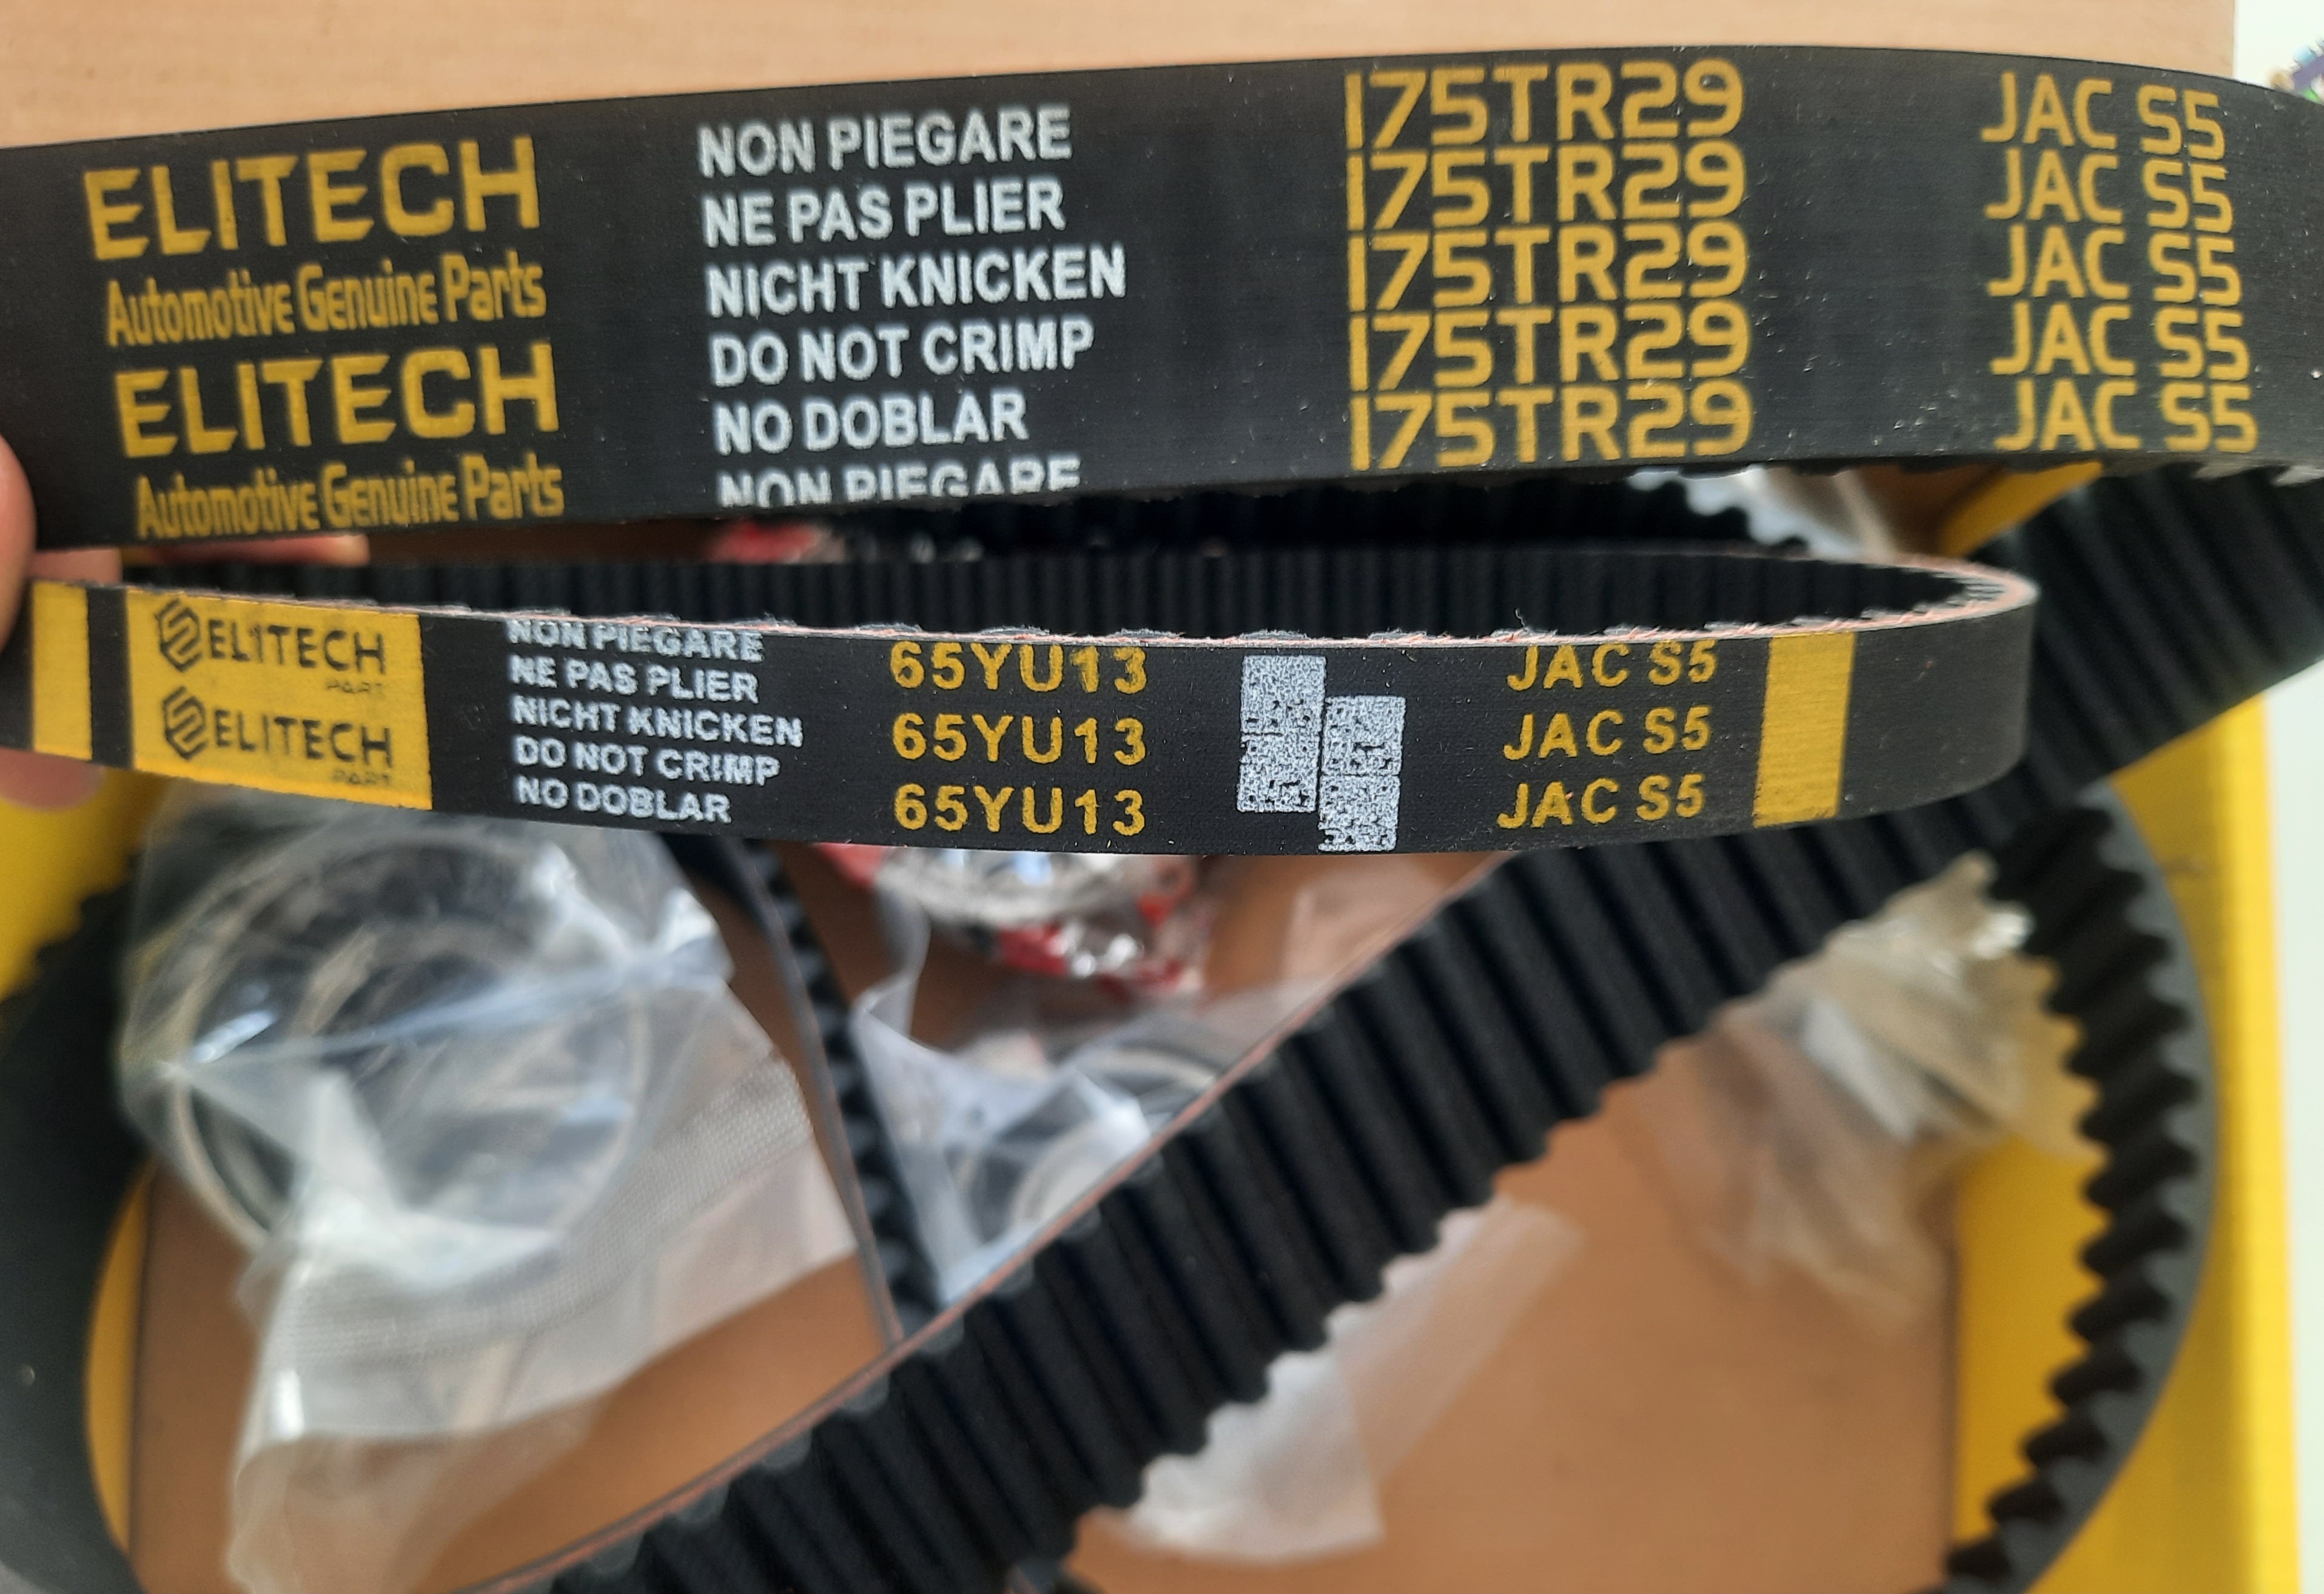 ELITECH
Automotive Genuine Parts
ELITECH
Automotive Genuine Parts
NON PIEGARE
NE PAS PLIER
NICHT KNICKEN
DO NOT CRIMP
NO DOBLAR
NON PIEGARE
175TR29
175TR29
175TR29
175TR29
175TR29
JAC S5
JAC S5
JAC S5
JAC S5
JAC S5
ELITECH
PART
ELITECH
PART
NON PIEGARE
NE PAS PLIER
NICHT KNICKEN
DO NOT CRIMP
NO DOBLAR
65YU13
65YU13
65YU13
JAC S5
JAC S5
JAC S5